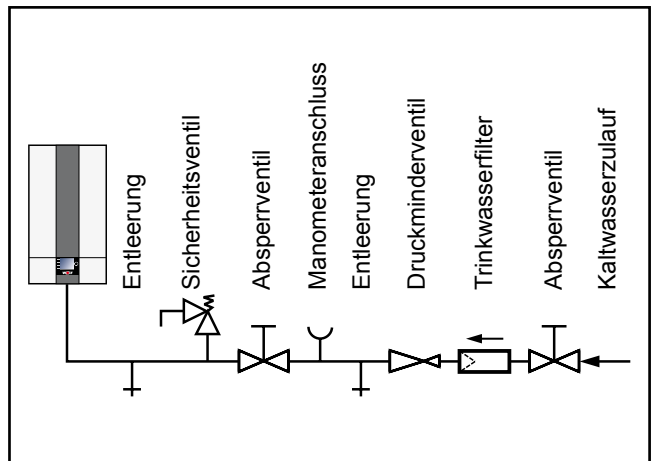 Entleerung
Sicherheitsventil
Absperrventil
Manometeranschluss
Entleerung
Druckminderventil
Trinkwasserfilter
Absperrventil
Kaltwasserzulauf